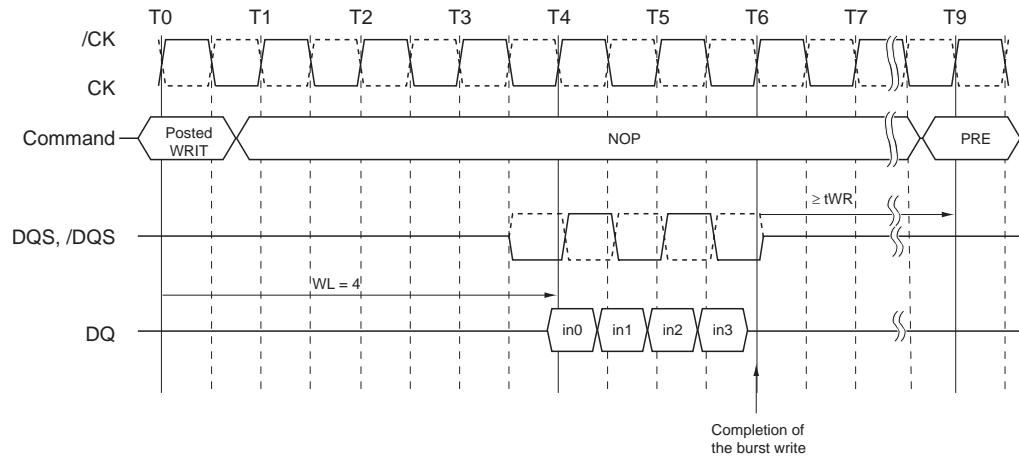 T0 T1 T2 T3 T4 T5 T6 T7 T9
/CK
CK
Command
Posted
WRIT
NOP
PRE
≥ tWR
DQS, /DQS
WL = 4
DQ
in0 in1 in2 in3
Completion of
the burst write